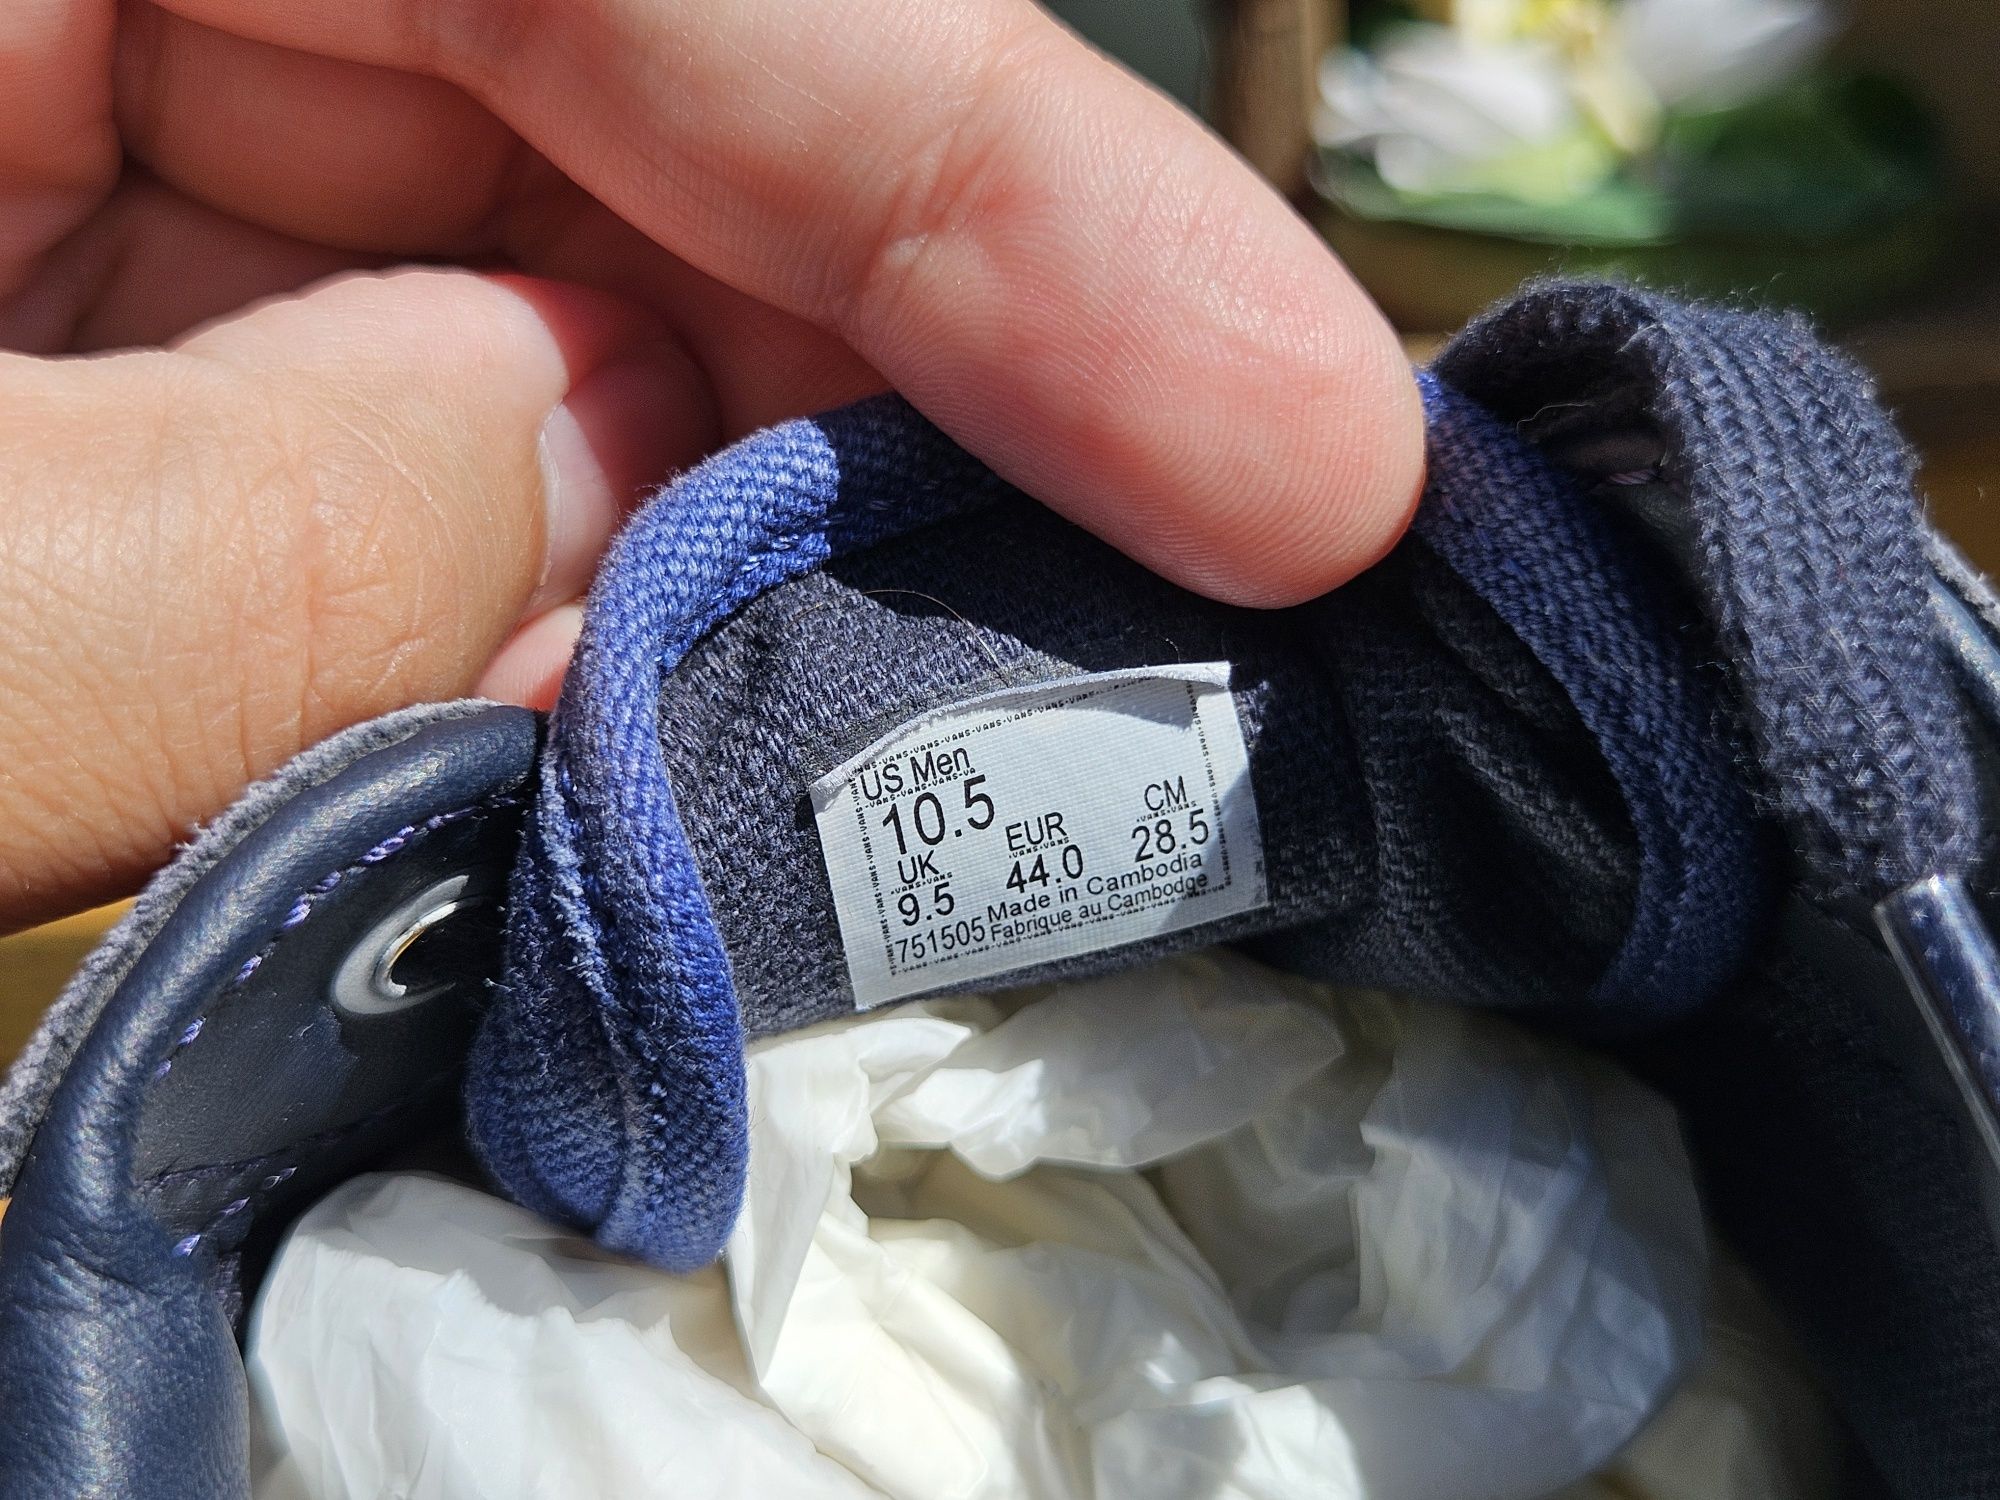 US Men
10.5
UK
9.5
EUR
44.0
CM
28.5
751505 Made in Cambodia
Fabrique au Cambodge